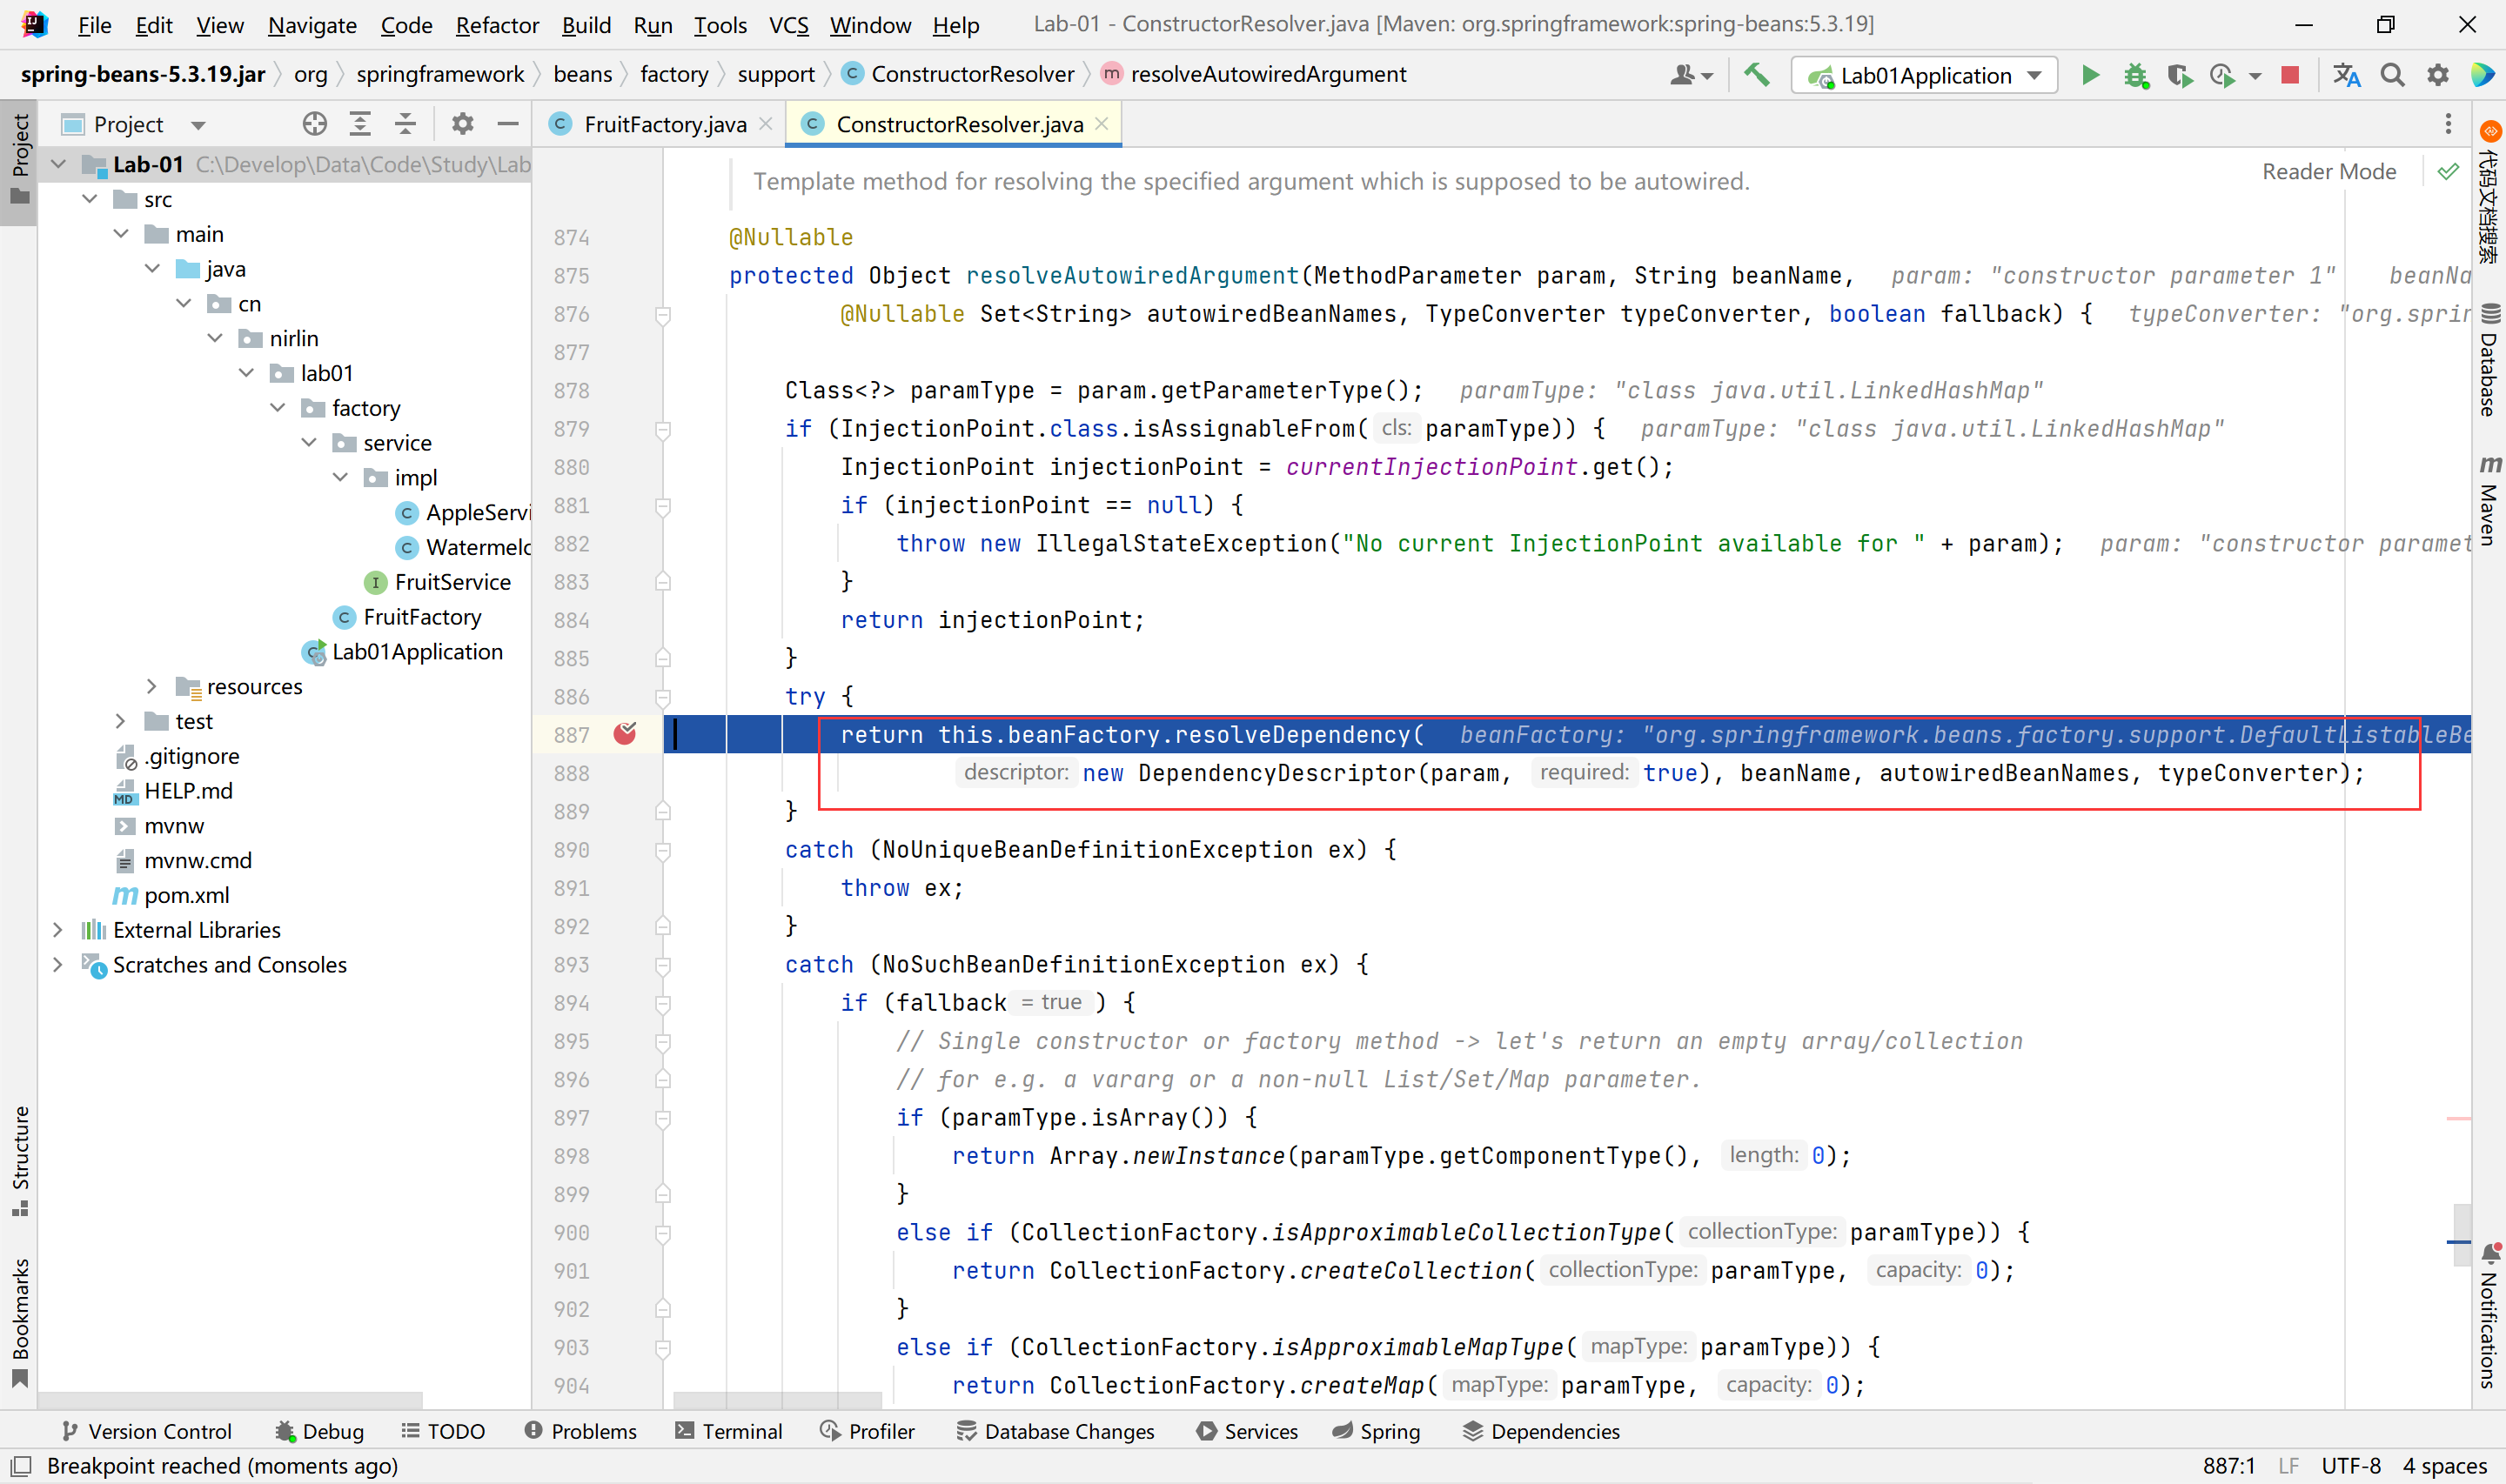 File Edit View Navigate Code Refactor Build Run Tools VCS Window Help Lab-01 - ConstructorResolver.java [Maven: org.springframework:spring-beans:5.3.19]
spring-beans-5.3.19.jar org springframework beans factory support ConstructorResolver resolveAutowiredArgument Lab01Application
Project
Project
FruitFactory.java
ConstructorResolver.java
Lab-01 C:\Develop\Data\Code\Study\Lab
src
main
java
cn
nirlin
lab01
factory
service
impl
AppleServi
Watermelo
FruitService
FruitFactory
Lab01Application
resources
test
.gitignore
HELP.md
mvnw
mvnw.cmd
pom.xml
External Libraries
Scratches and Consoles
Structure
Bookmarks
Template method for resolving the specified argument which is supposed to be autowired.
Reader Mode
874 @Nullable
875 protected Object resolveAutowiredArgument(MethodParameter param, String beanName, param: "constructor parameter 1" beanNa
876 @Nullable Set<String> autowiredBeanNames, TypeConverter typeConverter, boolean fallback) { typeConverter: "org.sprin
877
878 Class<?> paramType = param.getParameterType(); paramType: "class java.util.LinkedHashMap"
879 if (InjectionPoint.class.isAssignableFrom( cls: paramType)) { paramType: "class java.util.LinkedHashMap"
880 InjectionPoint injectionPoint = currentInjectionPoint.get();
881 if (injectionPoint == null) {
882 throw new IllegalStateException("No current InjectionPoint available for " + param); param: "constructor paramet
883 }
884 return injectionPoint;
885 }
886 try {
887 return this.beanFactory.resolveDependency( beanFactory: "org.springframework.beans.factory.support.DefaultListableBe
888 descriptor: new DependencyDescriptor(param, required: true), beanName, autowiredBeanNames, typeConverter);
889 }
890 catch (NoUniqueBeanDefinitionException ex) {
891 throw ex;
892 }
893 catch (NoSuchBeanDefinitionException ex) {
894 if (fallback = true ) {
895 // Single constructor or factory method -> let's return an empty array/collection
896 // for e.g. a vararg or a non-null List/Set/Map parameter.
897 if (paramType.isArray()) {
898 return Array.newInstance(paramType.getComponentType(), length: 0);
899 }
900 else if (CollectionFactory.isApproximableCollectionType( collectionType: paramType)) {
901 return CollectionFactory.createCollection( collectionType: paramType, capacity: 0);
902 }
903 else if (CollectionFactory.isApproximableMapType( mapType: paramType)) {
904 return CollectionFactory.createMap( mapType: paramType, capacity: 0);
代码文档搜索
Database
m Maven
Notifications
Version Control Debug TODO Problems Terminal Profiler Database Changes Services Spring Dependencies
Breakpoint reached (moments ago) 887:1 LF UTF-8 4 spaces